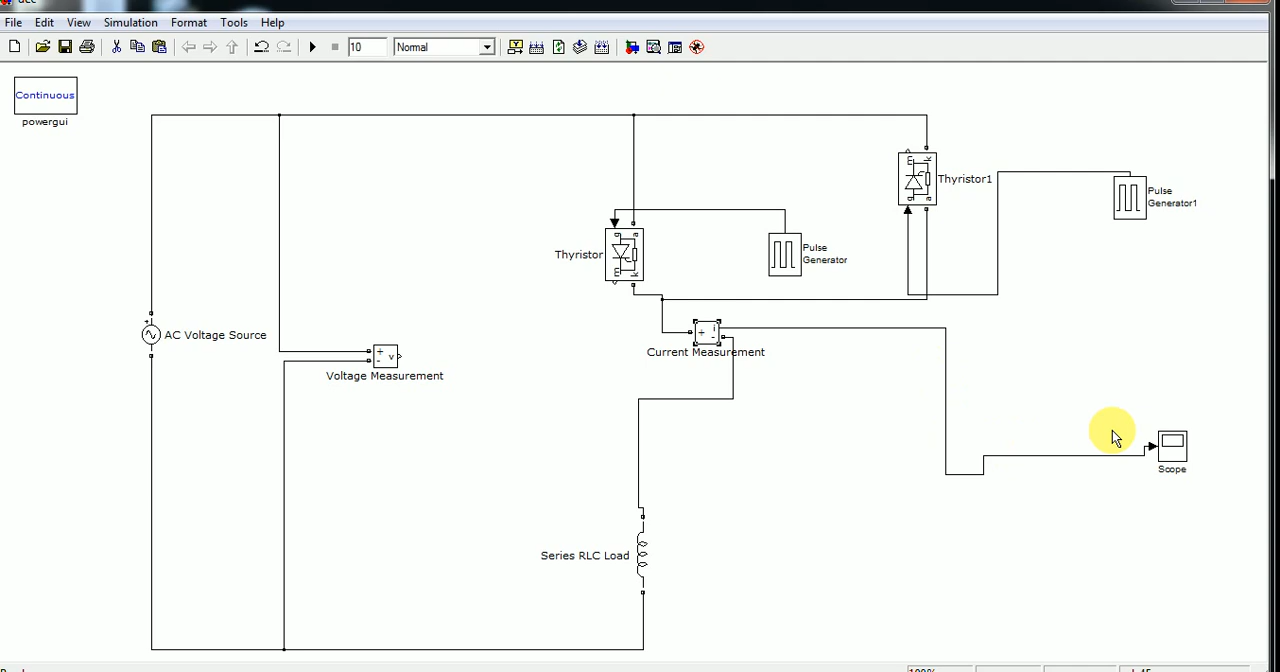 File Edit View Simulation Format Tools Help
10 Normal
Continuous
powergui
Thyristor1
Pulse
Generator1
Thyristor
Pulse
Generator
AC Voltage Source
Current Measurement
Voltage Measurement
Scope
Series RLC Load
g a
m k
m k
g a
+ i
-
+ v
-